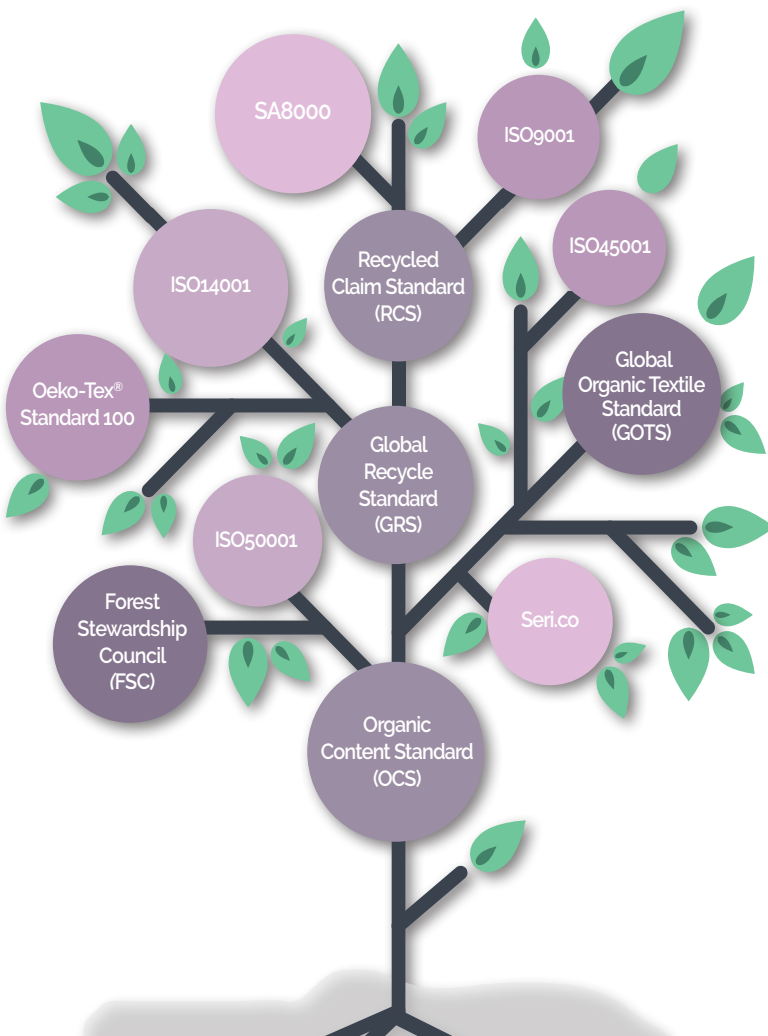 SA8000
ISO9001
ISO45001
Recycled
Claim Standard
(RCS)
ISO14001
Global
Organic Textile
Standard
(GOTS)
Oeko-Tex®
Standard 100
Global
Recycle
Standard
(GRS)
ISO50001
Forest
Stewardship
Council
(FSC)
Seri.co
Organic
Content Standard
(OCS)